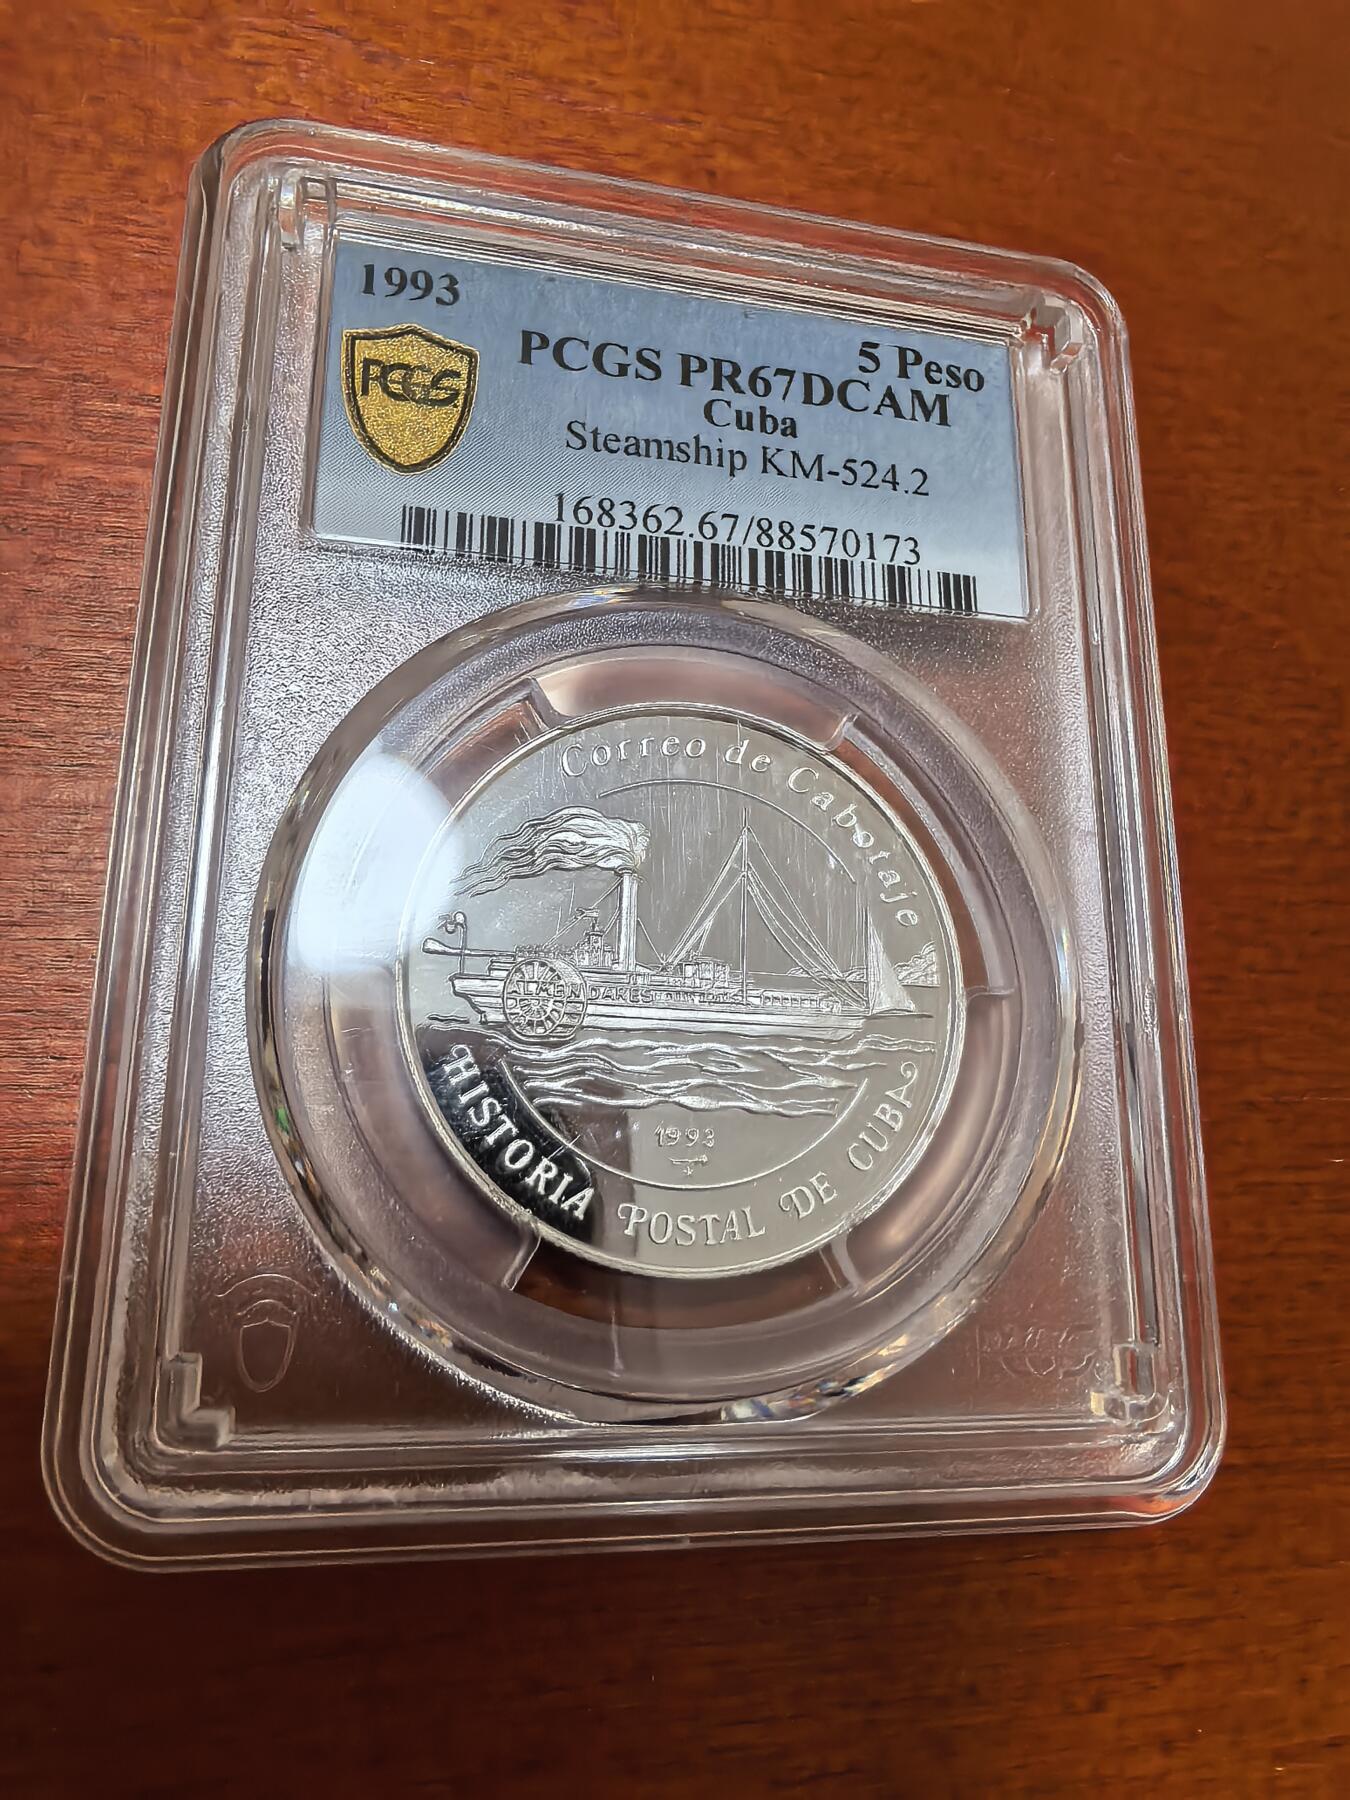 1993
5 Peso
PCGS
PCGS PR67DCAM
Cuba
Steamship KM-524.2
168362.67/88570173
Correo de Cabotaje
ALMENDARES
1993
HISTORIA POSTAL DE CUBA